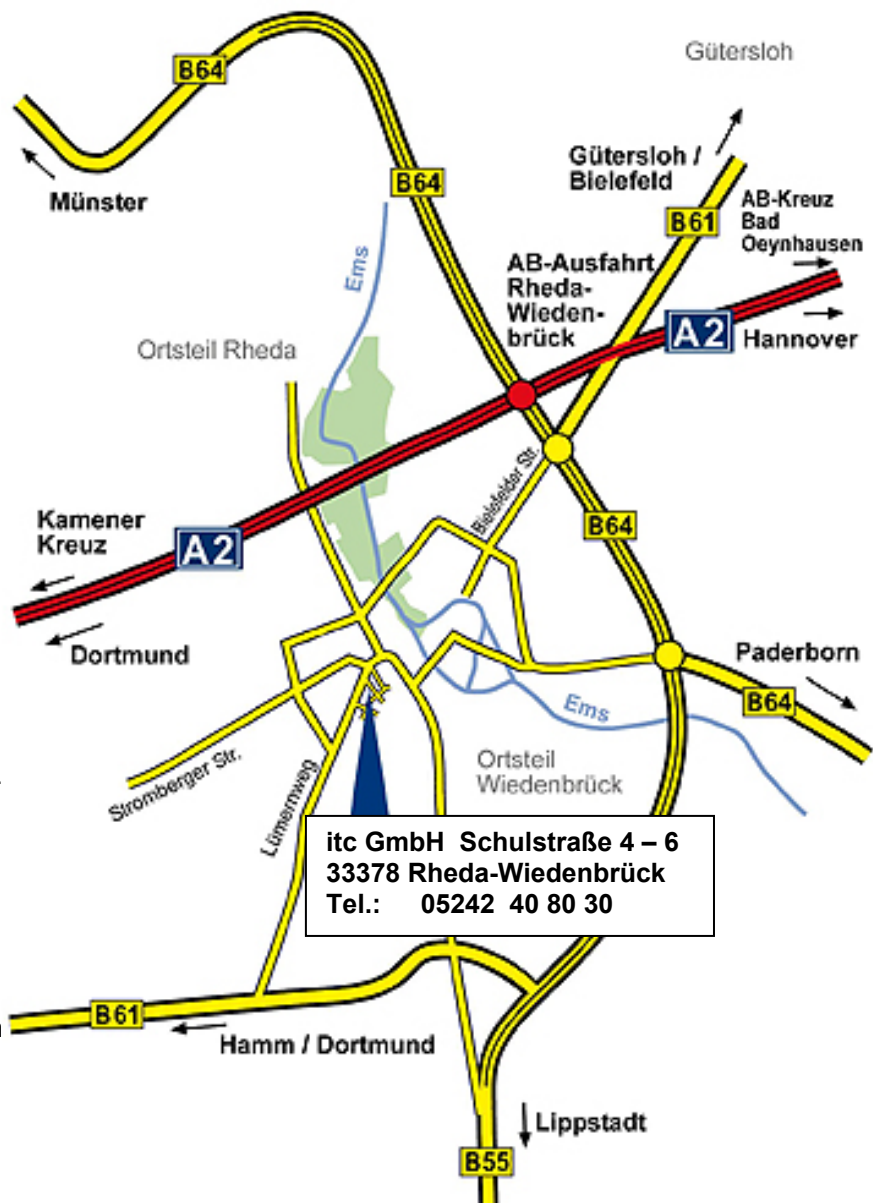 Gütersloh
B64
Gütersloh /
Bielefeld
B64
Münster
B61
AB-Kreuz
Bad
Oeynhausen
Ems
AB-Ausfahrt
Rheda-
Wieden-
brück
A2
Hannover
Ortsteil Rheda
Bielefelder Str.
Kamener
Kreuz
A2
B64
Dortmund
Paderborn
B64
Ems
Stromberger Str.
Lümernweg
Ortsteil
Wiedenbrück
itc GmbH Schulstraße 4 – 6
33378 Rheda-Wiedenbrück
Tel.: 05242 40 80 30
B61
Hamm / Dortmund
Lippstadt
B55